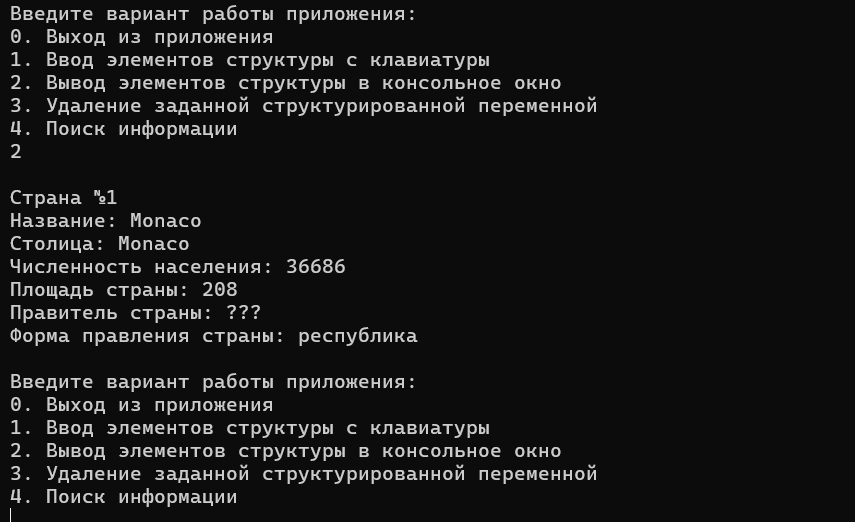 Введите вариант работы приложения:
0. Выход из приложения
1. Ввод элементов структуры с клавиатуры
2. Вывод элементов структуры в консольное окно
3. Удаление заданной структурированной переменной
4. Поиск информации
2
Страна №1
Название: Monaco
Столица: Monaco
Численность населения: 36686
Площадь страны: 208
Правитель страны: ???
Форма правления страны: республика
Введите вариант работы приложения:
0. Выход из приложения
1. Ввод элементов структуры с клавиатуры
2. Вывод элементов структуры в консольное окно
3. Удаление заданной структурированной переменной
4. Поиск информации